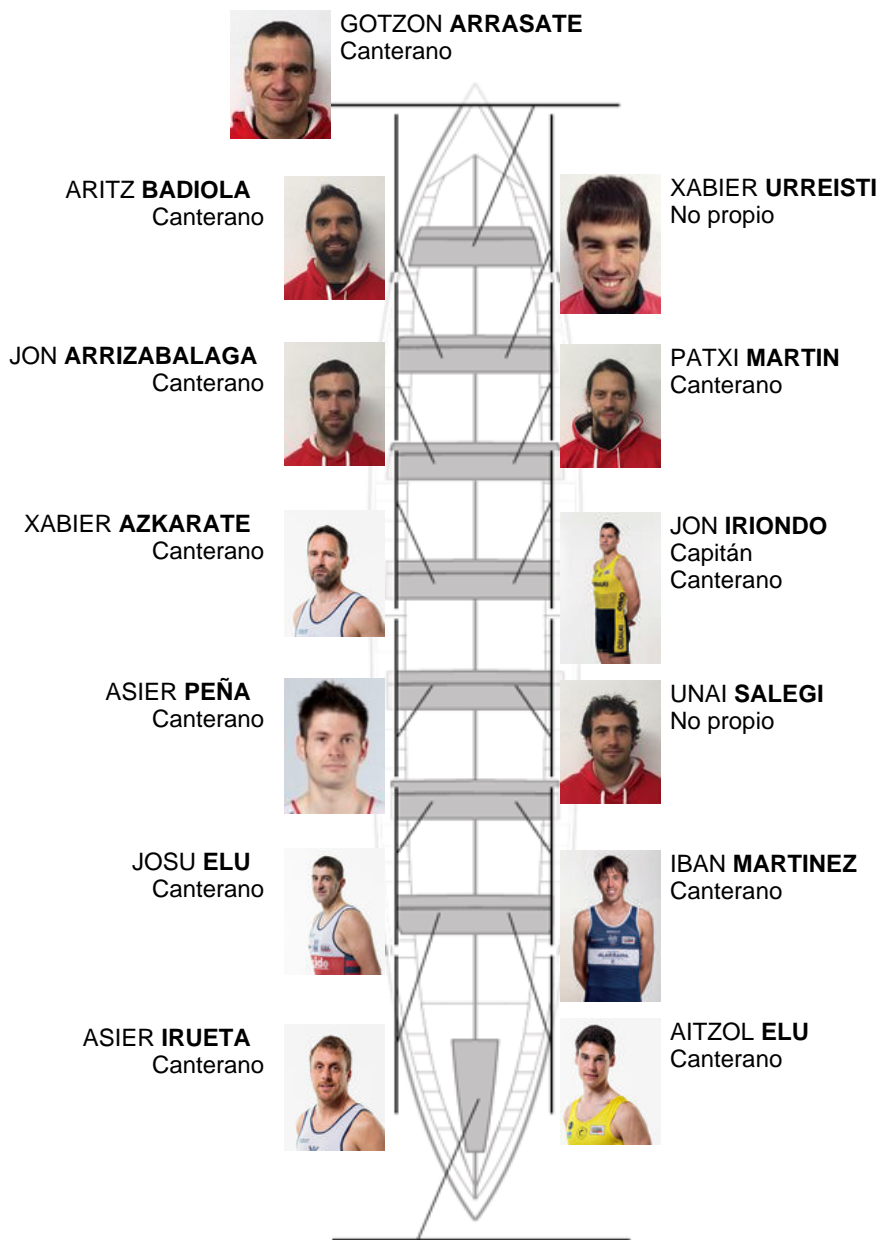 GOTZON ARRASATE
Canterano
ARITZ BADIOLA
Canterano
XABIER URREISTI
No propio
JON ARRIZABALAGA
Canterano
PATXI MARTIN
Canterano
XABIER AZKARATE
Canterano
JON IRIONDO
Capitán
Canterano
ASIER PEÑA
Canterano
UNAI SALEGI
No propio
JOSU ELU
Canterano
IBAN MARTINEZ
Canterano
ASIER IRUETA
Canterano
AITZOL ELU
Canterano